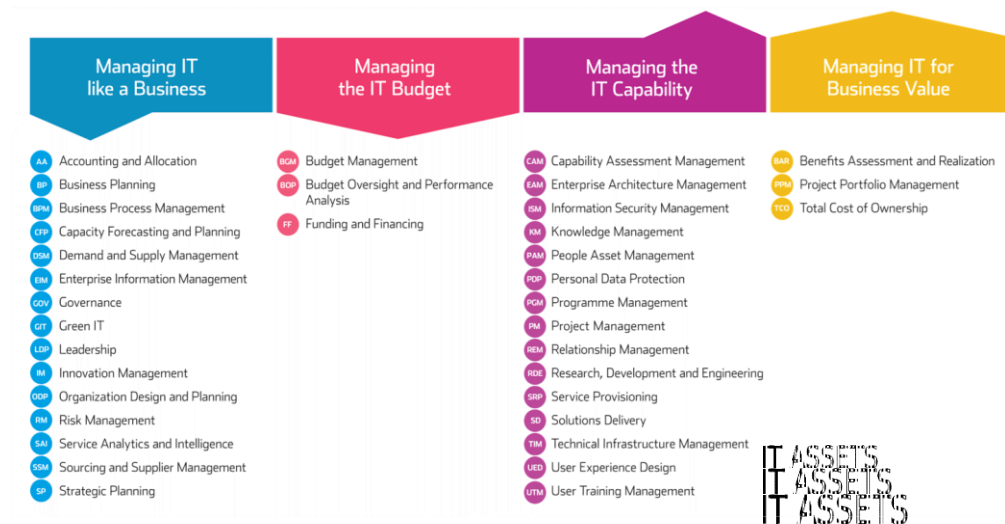 Managing IT
like a Business
AA Accounting and Allocation
BP Business Planning
BPM Business Process Management
CFP Capacity Forecasting and Planning
DSM Demand and Supply Management
EIM Enterprise Information Management
GOV Governance
GIT Green IT
LDP Leadership
IM Innovation Management
ODP Organization Design and Planning
RM Risk Management
SAI Service Analytics and Intelligence
SSM Sourcing and Supplier Management
SP Strategic Planning
Managing
the IT Budget
BGM Budget Management
BOP Budget Oversight and Performance
Analysis
FF Funding and Financing
Managing the
IT Capability
CAM Capability Assessment Management
EAM Enterprise Architecture Management
ISM Information Security Management
KM Knowledge Management
PAM People Asset Management
PDP Personal Data Protection
PGM Programme Management
PM Project Management
REM Relationship Management
RDE Research, Development and Engineering
SRP Service Provisioning
SD Solutions Delivery
TIM Technical Infrastructure Management
UED User Experience Design
UTM User Training Management
Managing IT for
Business Value
BAR Benefits Assessment and Realization
PPM Project Portfolio Management
TCO Total Cost of Ownership
IT ASSETS
IT ASSETS
IT ASSETS